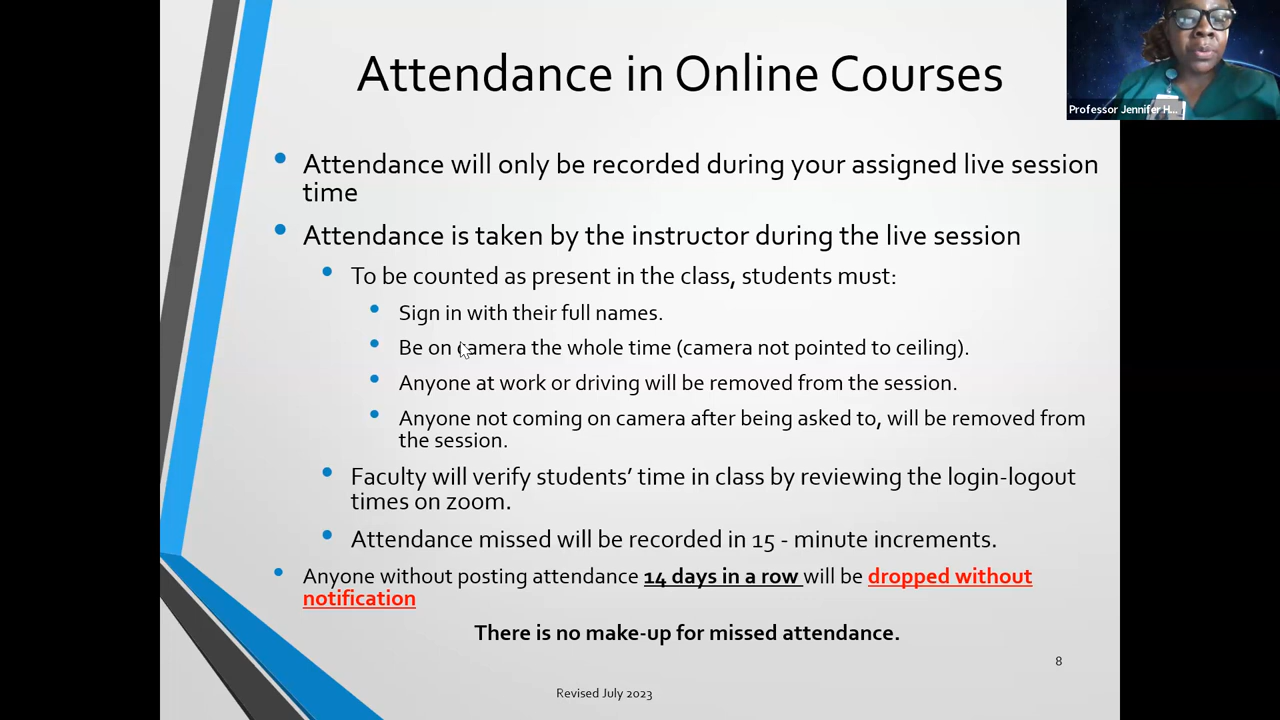 Attendance in Online Courses
Professor Jennifer H...
Attendance will only be recorded during your assigned live session
time
Attendance is taken by the instructor during the live session
To be counted as present in the class, students must:
Sign in with their full names.
Be on camera the whole time (camera not pointed to ceiling).
Anyone at work or driving will be removed from the session.
Anyone not coming on camera after being asked to, will be removed from
the session.
Faculty will verify students’ time in class by reviewing the login-logout
times on zoom.
Attendance missed will be recorded in 15 - minute increments.
Anyone without posting attendance 14 days in a row will be dropped without
notification
There is no make-up for missed attendance.
8
Revised July 2023